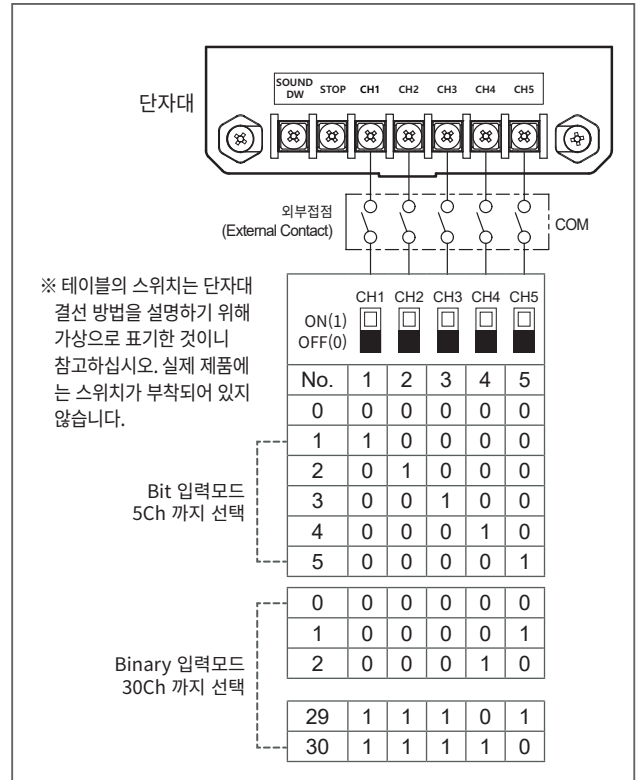 단자대
SOUND DW STOP CH1 CH2 CH3 CH4 CH5
외부접점
(External Contact)
COM
※ 테이블의 스위치는 단자대
결선 방법을 설명하기 위해
가상으로 표기한 것이니
참고하십시오. 실제 제품에
는 스위치가 부착되어 있지
않습니다.
CH1 CH2 CH3 CH4 CH5
ON(1)
OFF(0)
No. 1 2 3 4 5
0 0 0 0 0 0
1 1 0 0 0 0
2 0 1 0 0 0
3 0 0 1 0 0
4 0 0 0 1 0
5 0 0 0 0 1
Bit 입력모드
5Ch 까지 선택
0 0 0 0 0 0
1 0 0 0 0 1
2 0 0 0 1 0
Binary 입력모드
30Ch 까지 선택
29 1 1 1 0 1
30 1 1 1 1 0